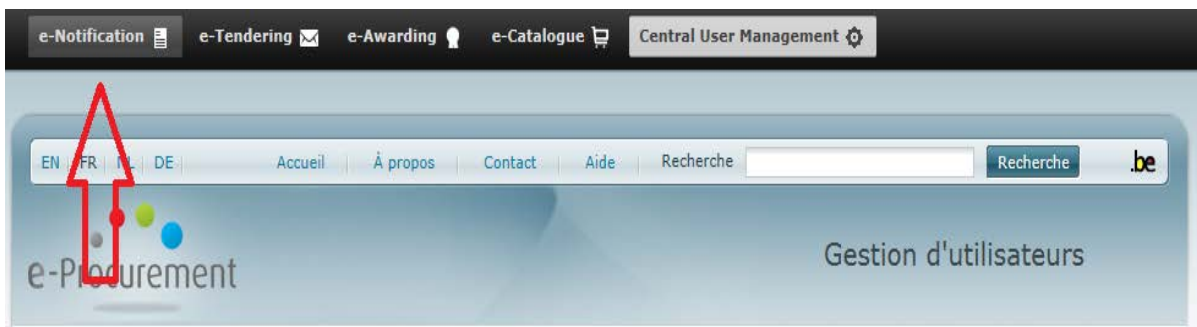 e-Notification e-Tendering e-Awarding e-Catalogue Central User Management
EN FR NL DE Accueil À propos Contact Aide Recherche Recherche .be
e-Procurement
Gestion d'utilisateurs